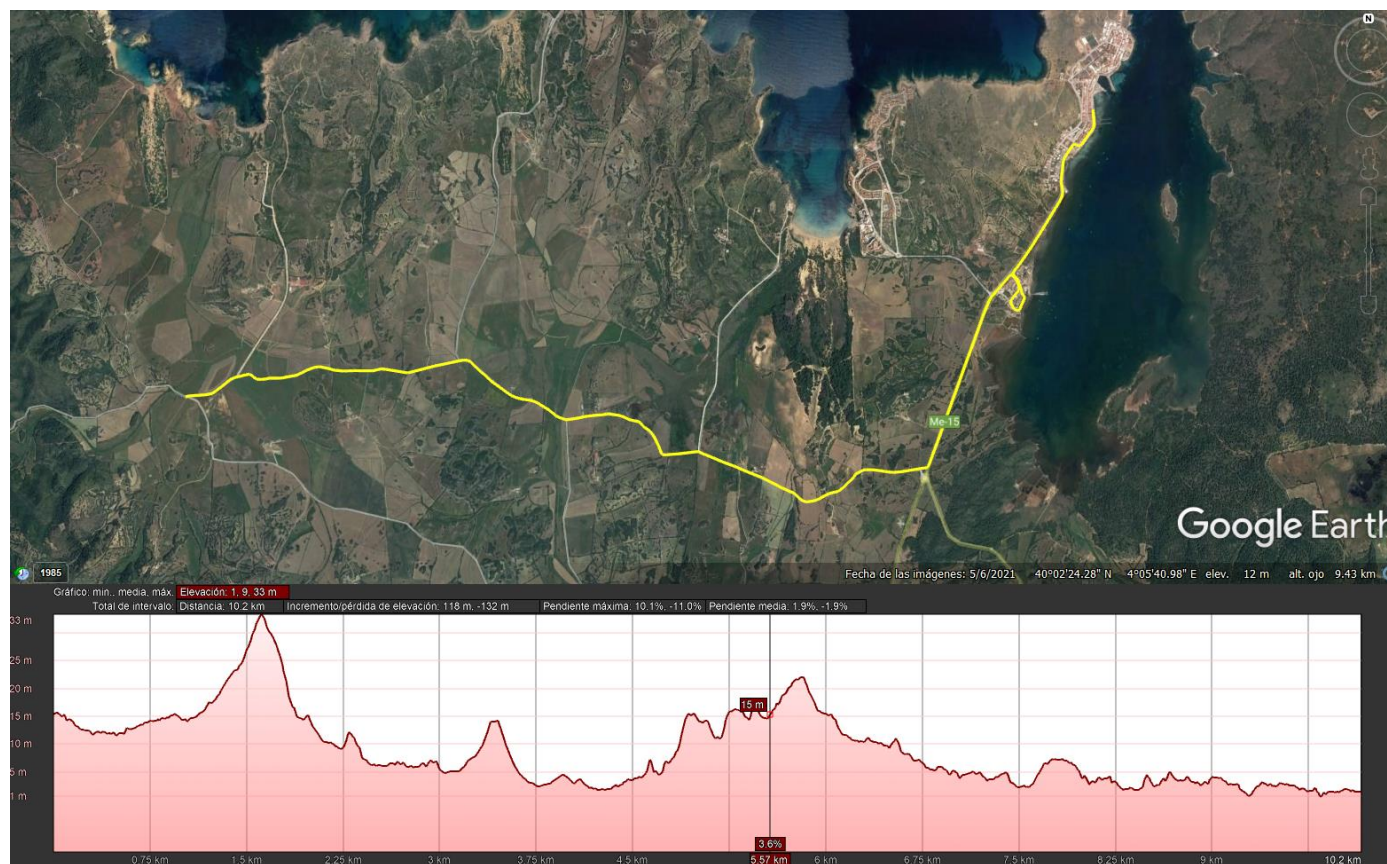 N
Me-15
Google Earth
1985
Fecha de las imágenes: 5/6/2021 40°02'24.28" N 4°05'40.98" E elev. 12 m alt. ojo 9.43 km
Gráfico: mín., media, máx. Elevación: 1, 9, 33 m
Total de intervalo: Distancia: 10.2 km Incremento/pérdida de elevación: 118 m, -132 m Pendiente máxima: 10.1%, -11.0% Pendiente media: 1.9%, -1.9%
33 m
25 m
20 m
15 m
15 m
10 m
5 m
1 m
3.6%
0.75 km 1.5 km 2.25 km 3 km 3.75 km 4.5 km 5.57 km 6 km 6.75 km 7.5 km 8.25 km 9 km 10.2 km